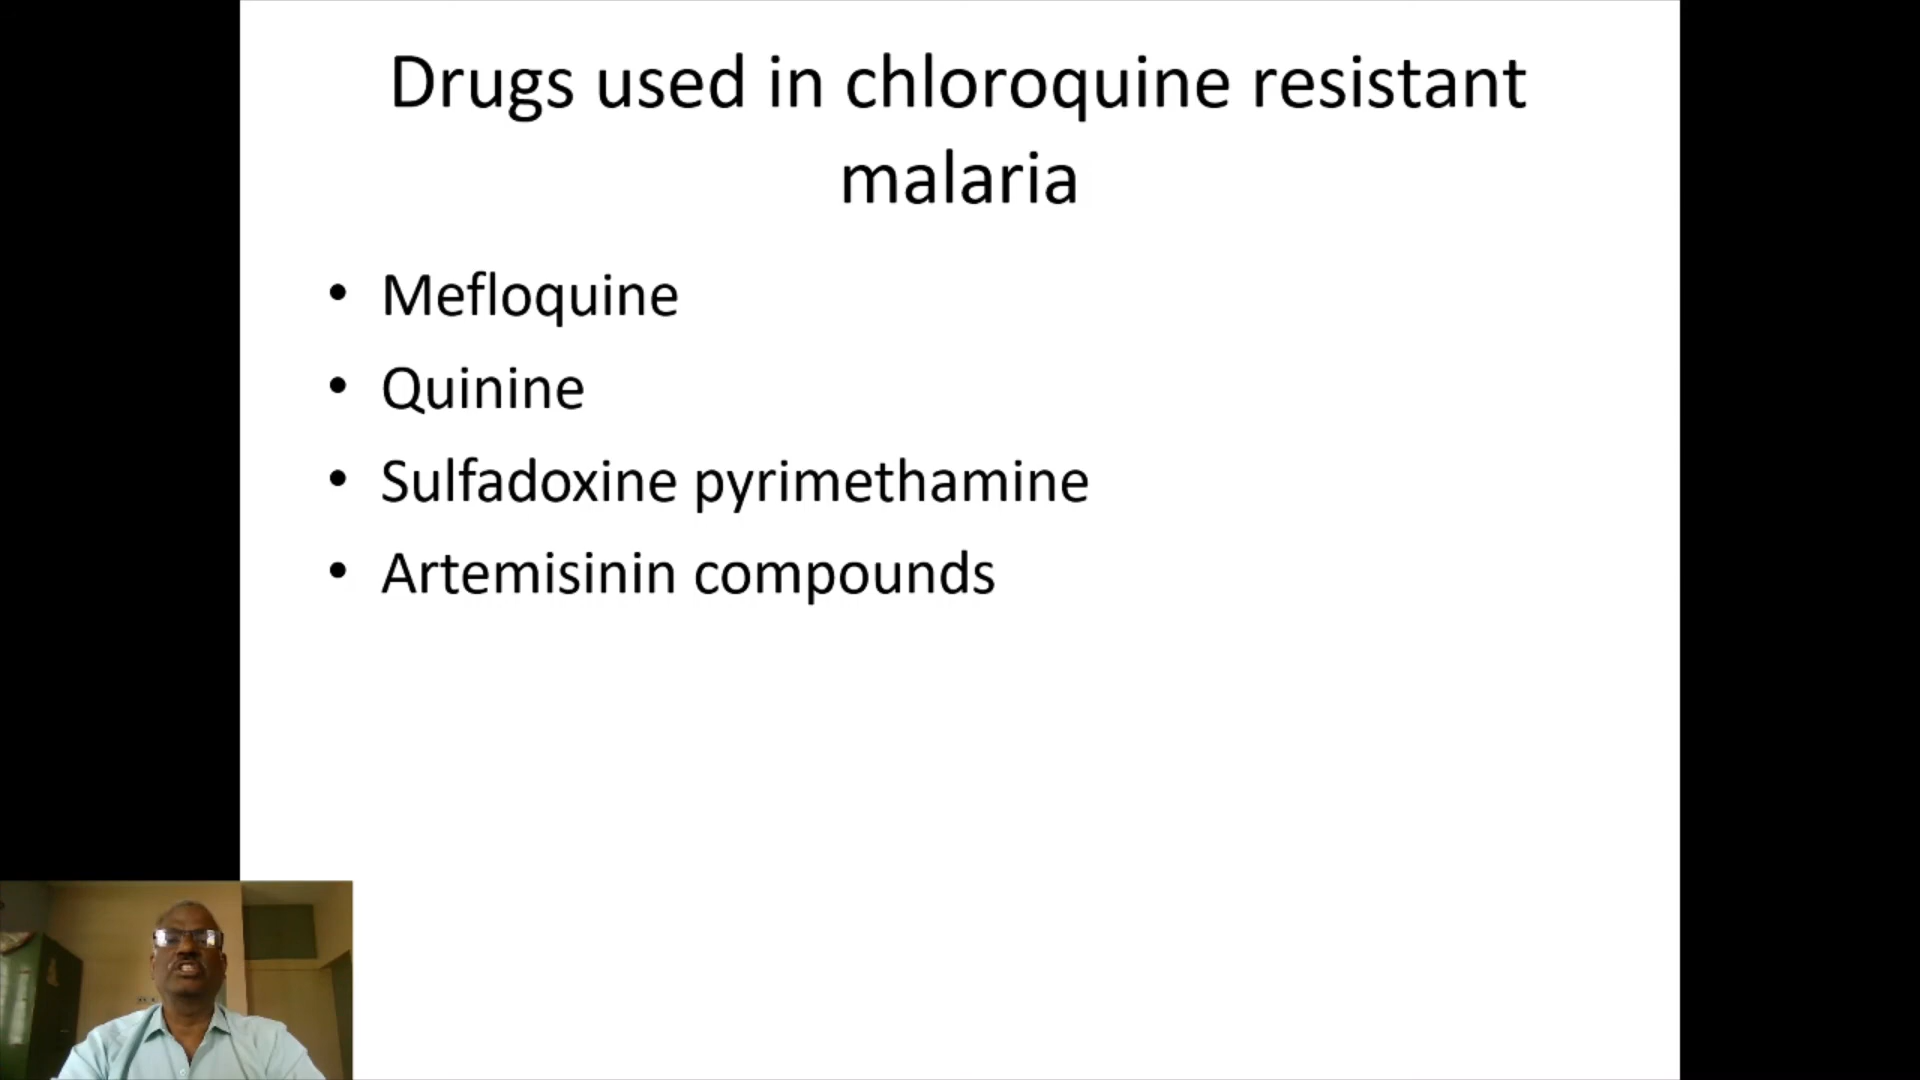 Drugs used in chloroquine resistant
malaria
• Mefloquine
• Quinine
• Sulfadoxine pyrimethamine
• Artemisinin compounds